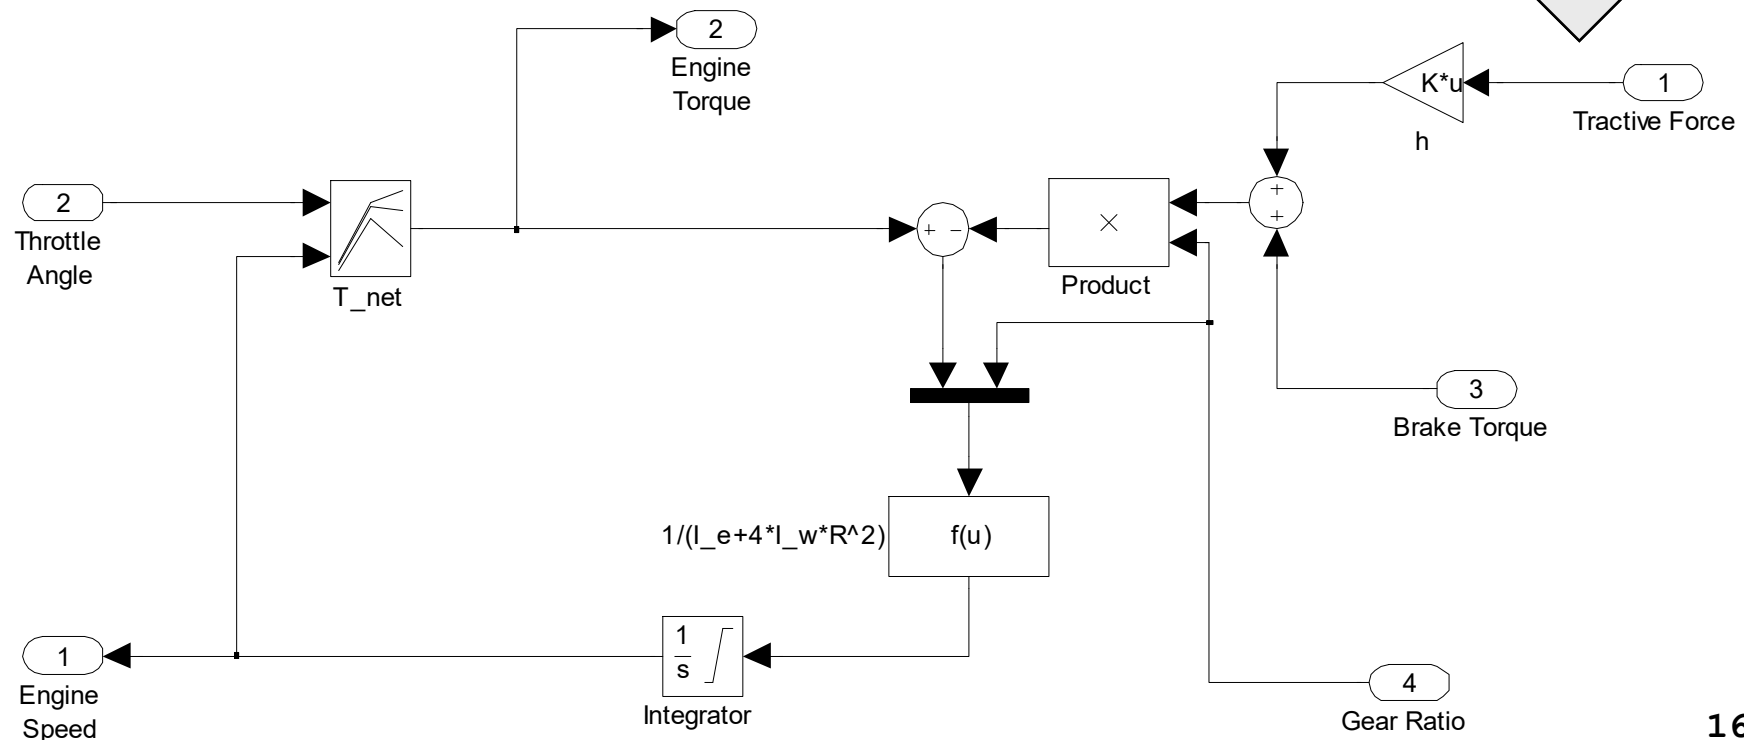 2
Engine
Torque
K*u
h
1
Tractive Force
2
Throttle
Angle
T_net
+ −
×
Product
+
+
3
Brake Torque
1/(I_e+4*I_w*R^2)
f(u)
1
s
Integrator
1
Engine
Speed
4
Gear Ratio
16